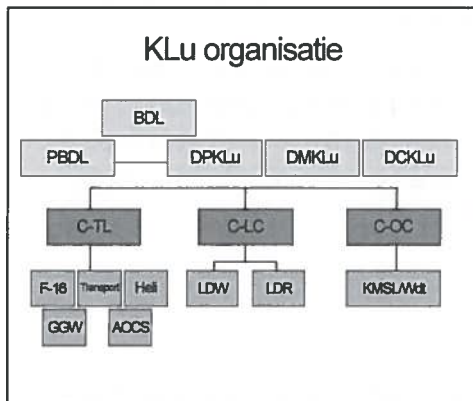 KLu organisatie
BDL
PBDL DPKLu DMKLu DCKLu
C-TL C-LC C-OC
F-16 Transport Heli LDW LDR KMSL/Wdt
GGW AOCS